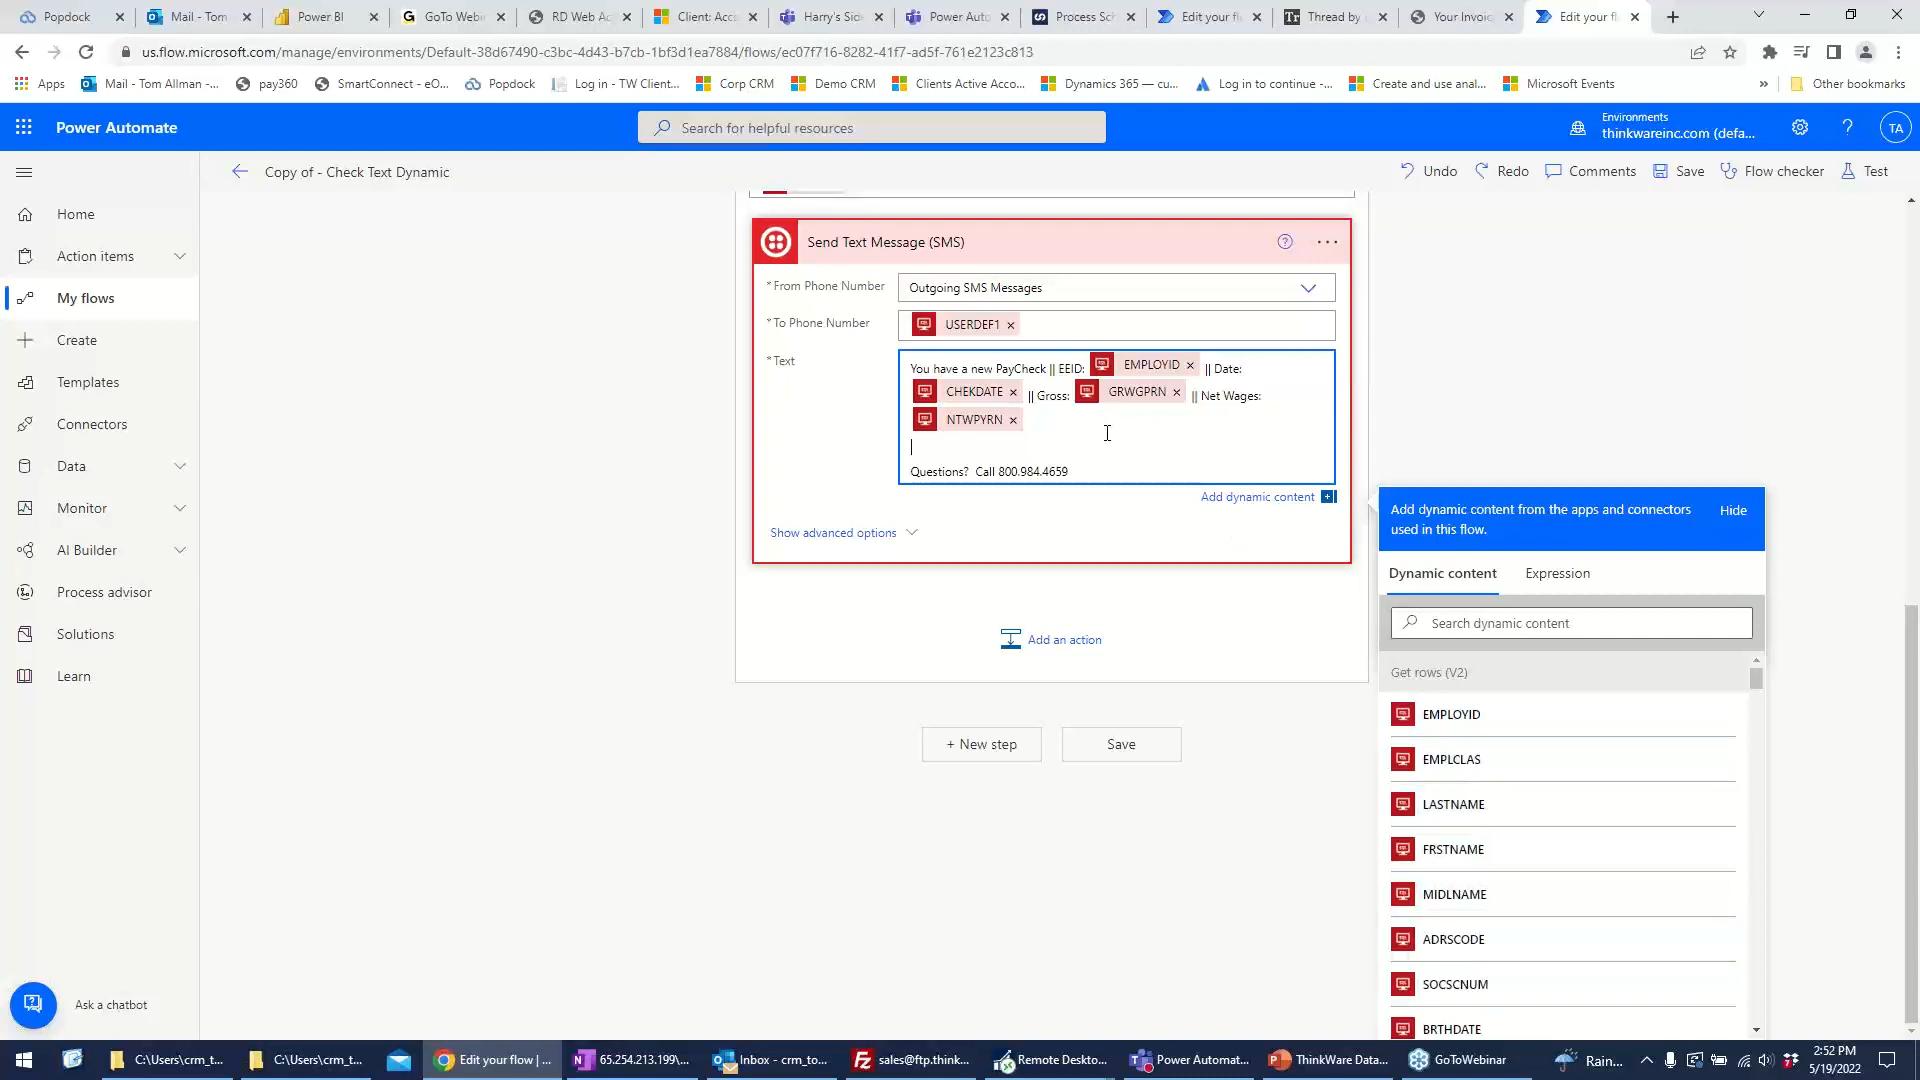 Popdock
Mail - Tom
Power BI
GoTo Webi
RD Web Ac
Client: Acc
Harry's Sid
Power Auto
Process Sch
Edit your fl
Thread by
Your Invoic
Edit your fl
us.flow.microsoft.com/manage/environments/Default-38d67490-c3bc-4d43-b7cb-1bf3d1ea7884/flows/ec07f716-8282-41f7-ad5f-761e2123c813
Apps
Mail - Tom Allman -...
pay360
SmartConnect - eO...
Popdock
Log in - TW Client...
Corp CRM
Demo CRM
Clients Active Acco...
Dynamics 365 — cu...
Log in to continue -...
Create and use anal...
Microsoft Events
»
Other bookmarks
Power Automate
Search for helpful resources
Environments
thinkwareinc.com (defa...
TA
Copy of - Check Text Dynamic
Undo
Redo
Comments
Save
Flow checker
Test
Home
Action items
My flows
Create
Templates
Connectors
Data
Monitor
AI Builder
Process advisor
Solutions
Learn
Ask a chatbot
Send Text Message (SMS)
* From Phone Number
Outgoing SMS Messages
* To Phone Number
USERDEF1 ×
* Text
You have a new PayCheck || EEID: EMPLOYID × || Date:
CHEKDATE × || Gross: GRWGPRN × || Net Wages:
NTWPYRN ×
Questions? Call 800.984.4659
Add dynamic content
Show advanced options
Add an action
+ New step
Save
Add dynamic content from the apps and connectors
used in this flow.
Hide
Dynamic content
Expression
Search dynamic content
Get rows (V2)
EMPLOYID
EMPLCLAS
LASTNAME
FRSTNAME
MIDLNAME
ADRSCODE
SOCSCNUM
BRTHDATE
C:\Users\crm_t...
C:\Users\crm_t...
Edit your flow | ...
65.254.213.199\...
Inbox - crm_to...
sales@ftp.think...
Remote Deskto...
Power Automat...
ThinkWare Data...
GoToWebinar
Rain...
2:52 PM
5/19/2022